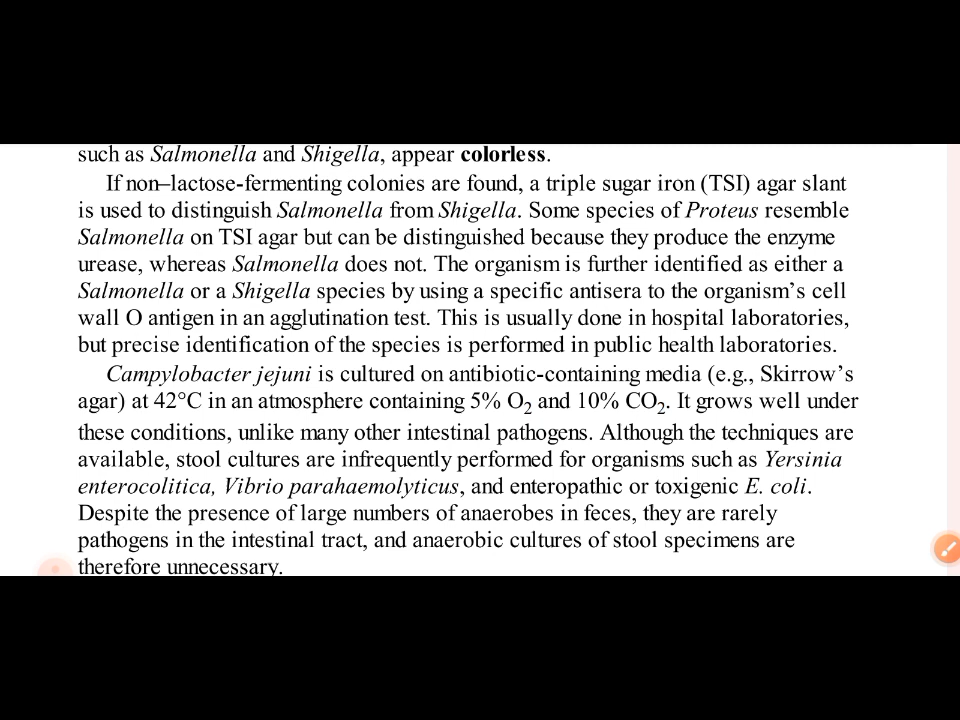 such as Salmonella and Shigella, appear colorless.
If non–lactose-fermenting colonies are found, a triple sugar iron (TSI) agar slant
is used to distinguish Salmonella from Shigella. Some species of Proteus resemble
Salmonella on TSI agar but can be distinguished because they produce the enzyme
urease, whereas Salmonella does not. The organism is further identified as either a
Salmonella or a Shigella species by using a specific antisera to the organism’s cell
wall O antigen in an agglutination test. This is usually done in hospital laboratories,
but precise identification of the species is performed in public health laboratories.
Campylobacter jejuni is cultured on antibiotic-containing media (e.g., Skirrow’s
agar) at 42°C in an atmosphere containing 5% O2 and 10% CO2. It grows well under
these conditions, unlike many other intestinal pathogens. Although the techniques are
available, stool cultures are infrequently performed for organisms such as Yersinia
enterocolitica, Vibrio parahaemolyticus, and enteropathic or toxigenic E. coli.
Despite the presence of large numbers of anaerobes in feces, they are rarely
pathogens in the intestinal tract, and anaerobic cultures of stool specimens are
therefore unnecessary.